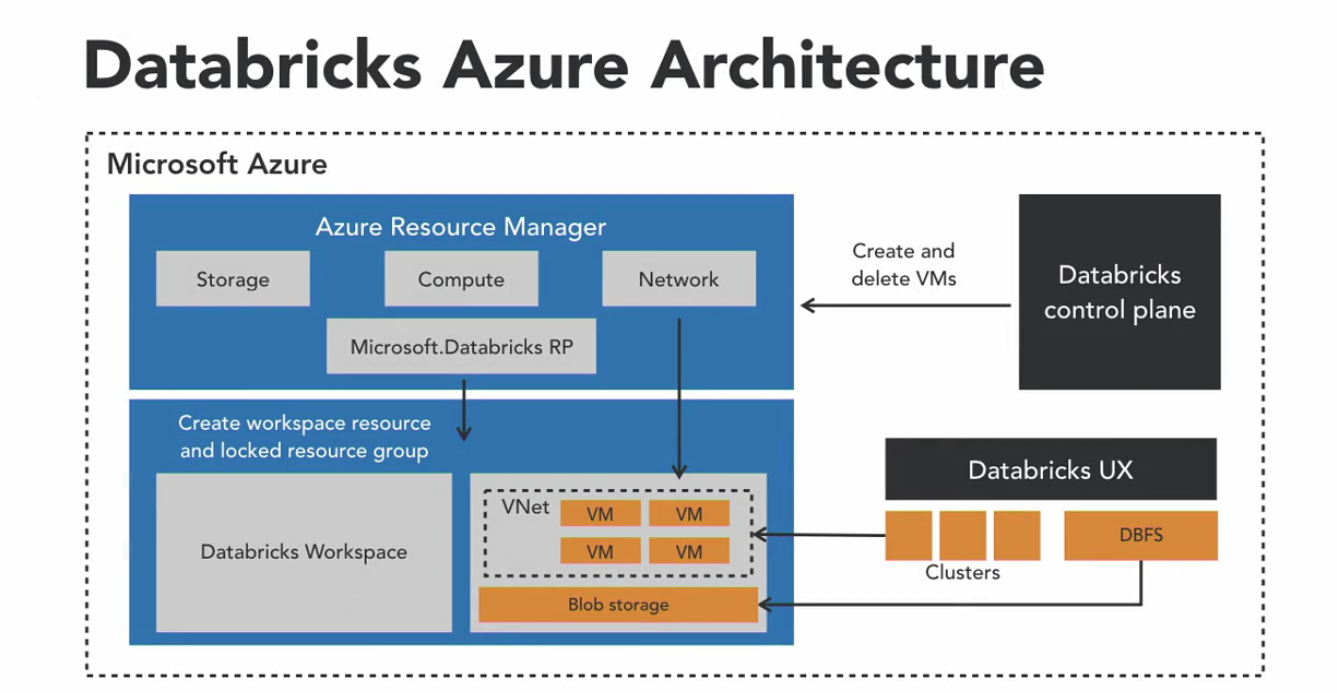 Databricks Azure Architecture
Microsoft Azure
Azure Resource Manager
Storage
Compute
Network
Microsoft.Databricks RP
Create and
delete VMs
Databricks
control plane
Create workspace resource
and locked resource group
Databricks Workspace
VNet
VM
VM
VM
VM
Blob storage
Databricks UX
Clusters
DBFS